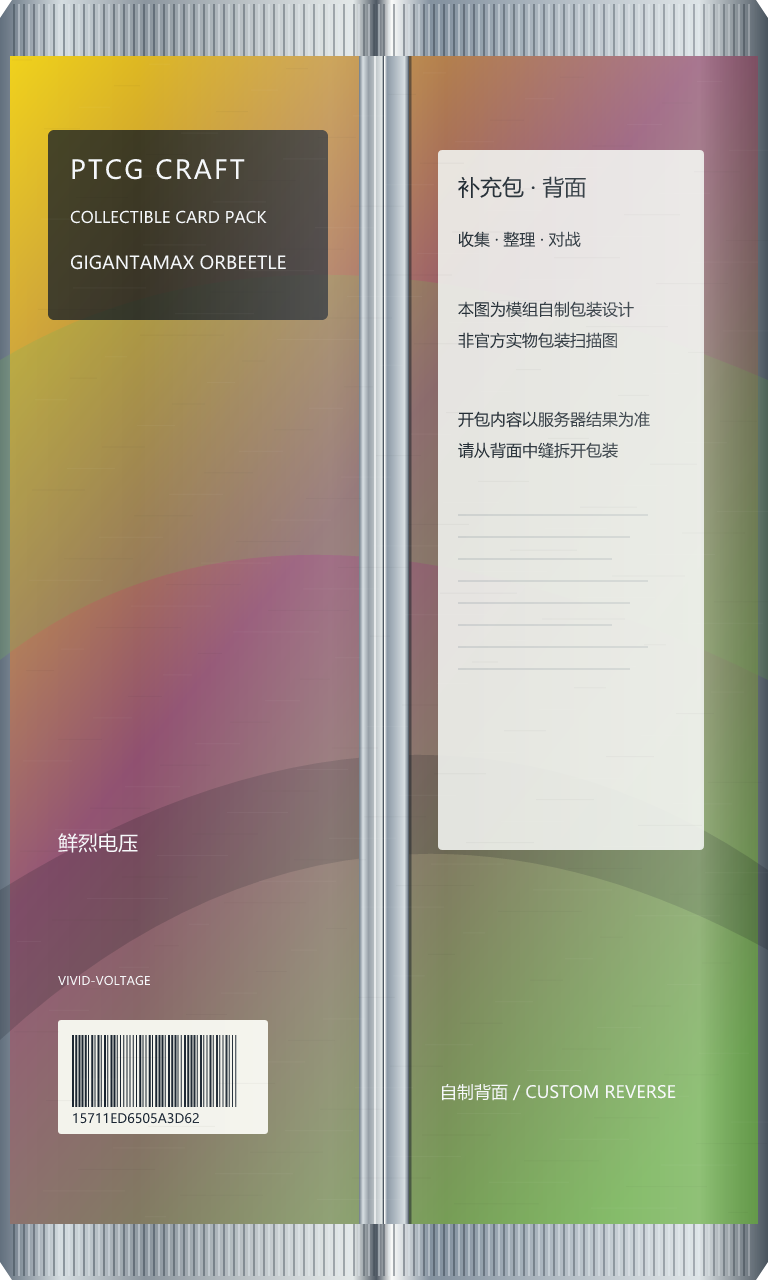 PTCG CRAFT
COLLECTIBLE CARD PACK
GIGANTAMAX ORBEETLE
鲜烈电压
VIVID-VOLTAGE
15711ED6505A3D62
补充包 · 背面
收集 · 整理 · 对战
本图为模组自制包装设计
非官方实物包装扫描图
开包内容以服务器结果为准
请从背面中缝拆开包装
自制背面 / CUSTOM REVERSE